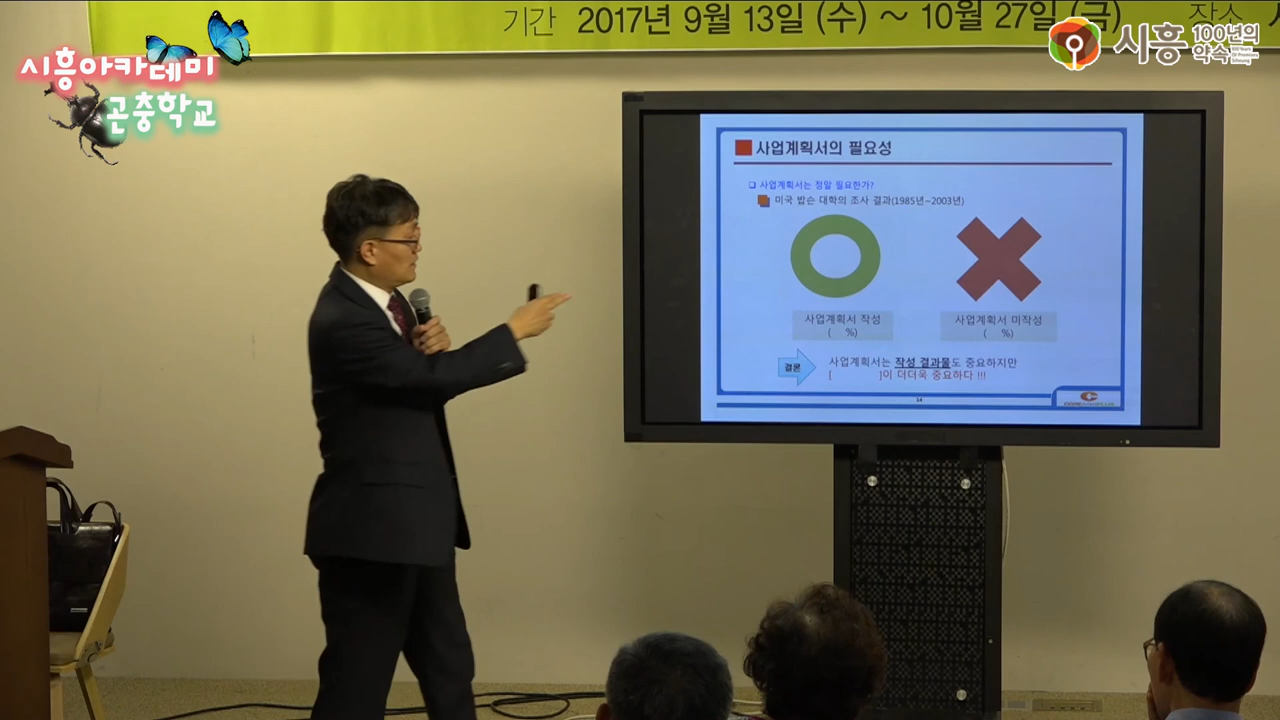 기간 2017년 9월 13일 (수) ~ 10월 27일 (금) 장소
시흥아카데미
곤충학교
시흥 100년의 약속
사업계획서의 필요성
❑ 사업계획서는 정말 필요한가?
미국 밥슨 대학의 조사 결과(1985년~2003년)
사업계획서 작성
( %)
사업계획서 미작성
( %)
결론
사업계획서는 작성 결과물도 중요하지만
[ ]이 더더욱 중요하다 !!!
14